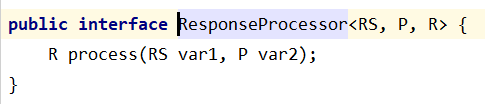 public interface ResponseProcessor<RS, P, R> {
    R process(RS var1, P var2);
}